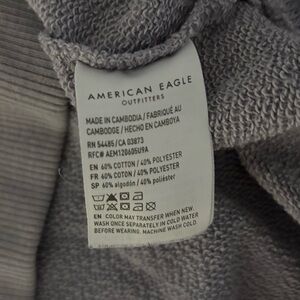 AMERICAN EAGLE
OUTFITTERS
MADE IN CAMBODIA / FABRIQUÉ AU
CAMBODGE / HECHO EN CAMBOYA
RN 54485 / CA 03873
RFC# AEM120605U9A
EN 60% COTTON / 40% POLYESTER
FR 60% COTON / 40% POLYESTER
SP 60% algodón / 40% poliéster
EN COLOR MAY TRANSFER WHEN NEW.
WASH ONCE SEPARATELY IN COLD WATER
BEFORE WEARING. MACHINE WASH COLD.